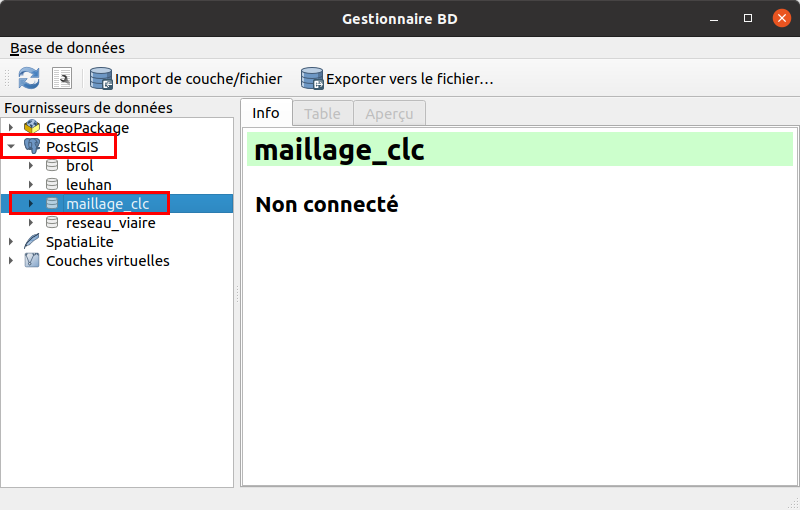 Gestionnaire BD
Base de données
Import de couche/fichier
Exporter vers le fichier...
Fournisseurs de données
GeoPackage
PostGIS
brol
leuhan
maillage_clc
reseau_viaire
SpatiaLite
Couches virtuelles
Info
Table
Aperçu
maillage_clc
Non connecté